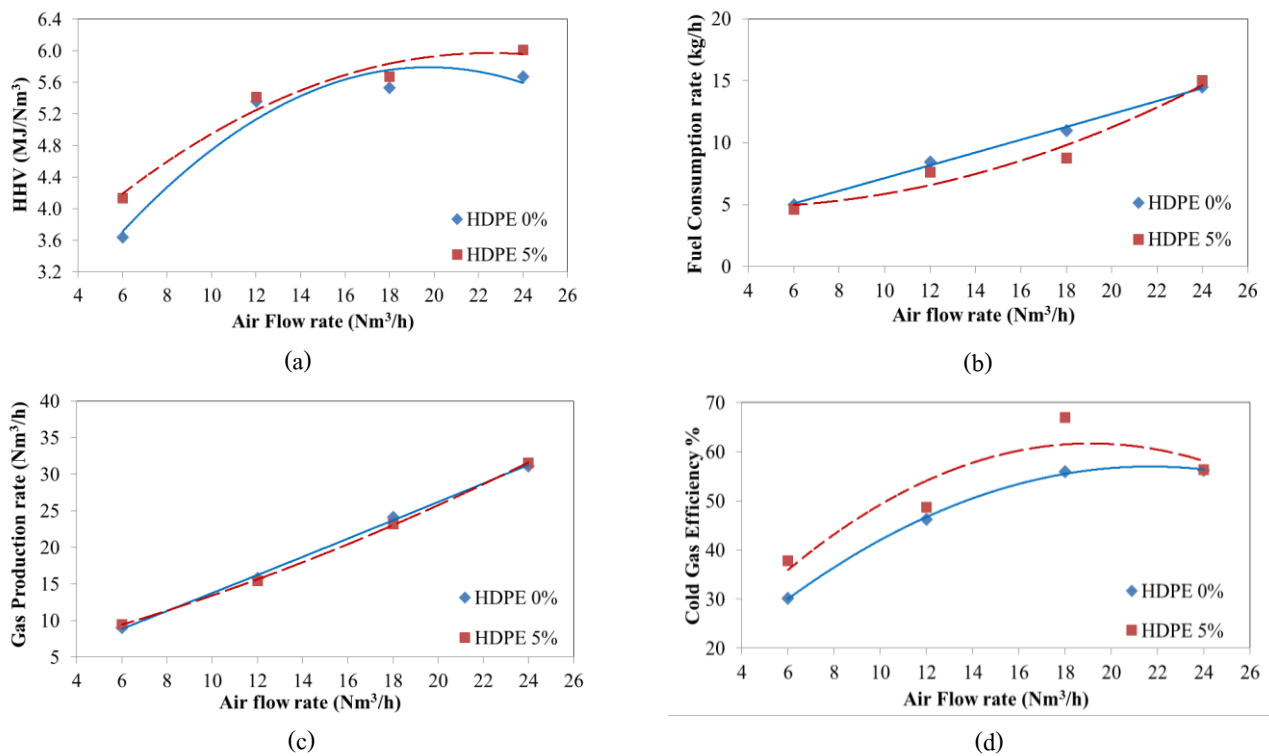 6.4
6.0
5.6
5.2
4.8
4.4
4.0
3.6
3.2
HHV (MJ/Nm³)
HDPE 0%
HDPE 5%
4 6 8 10 12 14 16 18 20 22 24 26
Air Flow rate (Nm³/h)
(a)
20
15
10
5
0
Fuel Consumption rate (kg/h)
HDPE 0%
HDPE 5%
4 6 8 10 12 14 16 18 20 22 24 26
Air flow rate (Nm³/h)
(b)
40
35
30
25
20
15
10
5
Gas Production rate (Nm³/h)
HDPE 0%
HDPE 5%
4 6 8 10 12 14 16 18 20 22 24 26
Air flow rate (Nm³/h)
(c)
70
60
50
40
30
20
Cold Gas Efficiency %
HDPE 0%
HDPE 5%
4 6 8 10 12 14 16 18 20 22 24 26
Air Flow rate (Nm³/h)
(d)